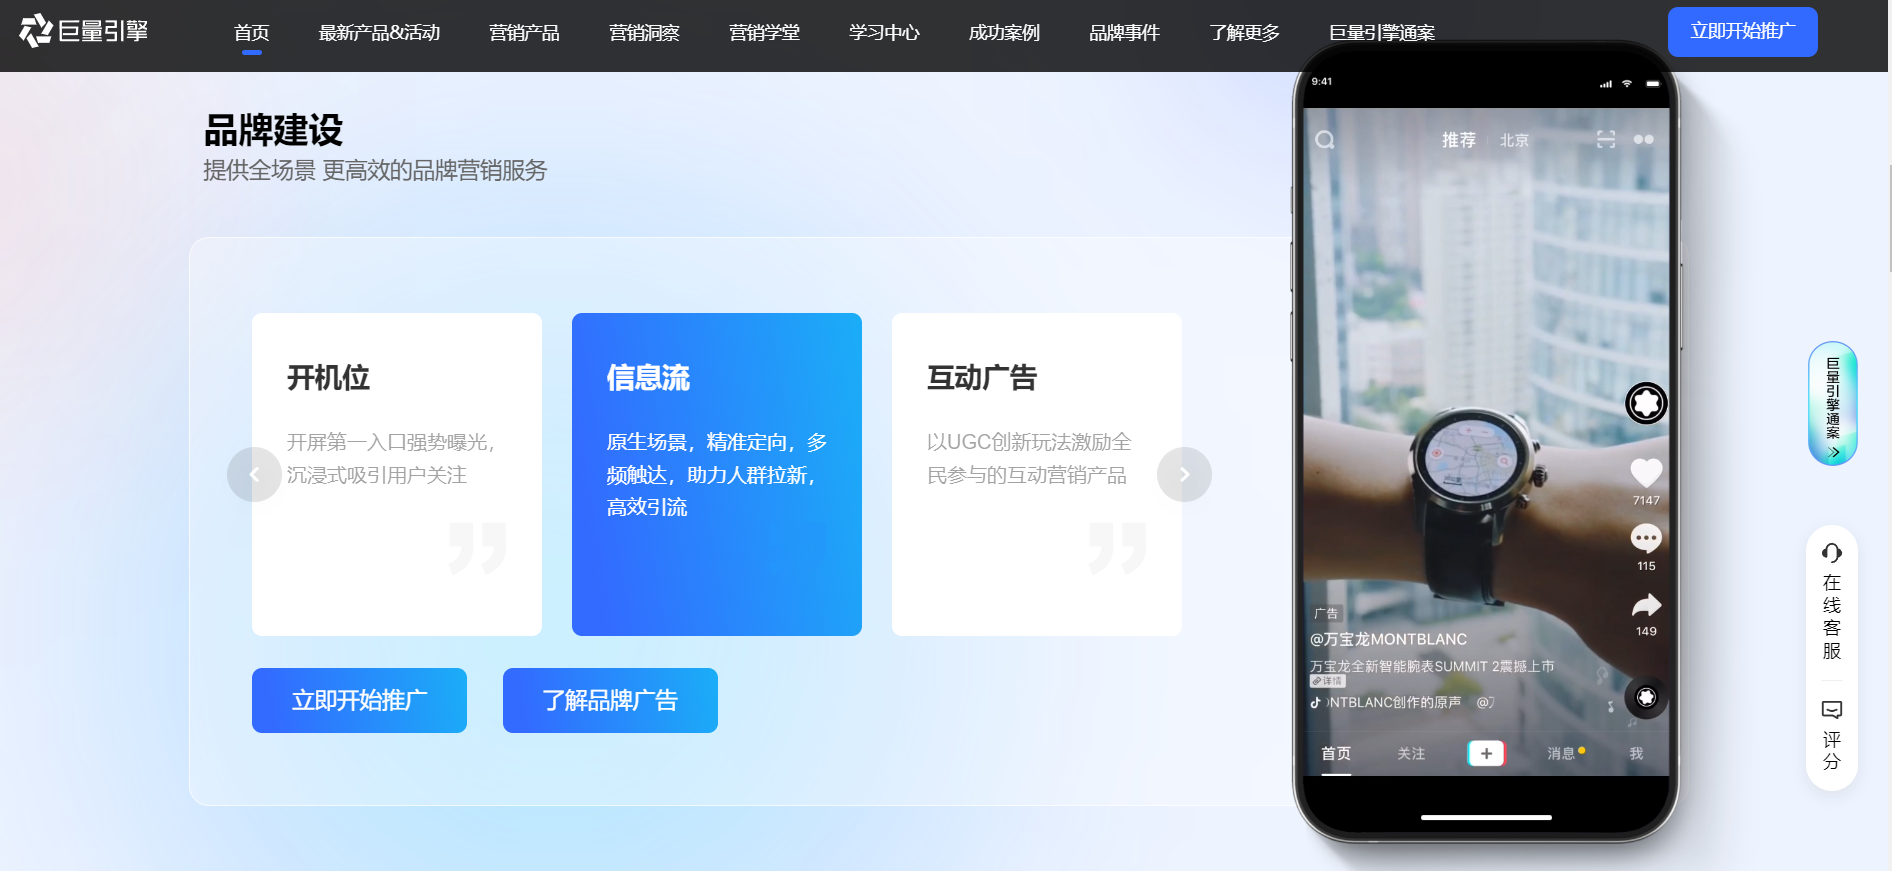 巨量引擎
首页
最新产品&活动
营销产品
营销洞察
营销学堂
学习中心
成功案例
品牌事件
了解更多
巨量引擎通案
立即开始推广
品牌建设
提供全场景 更高效的品牌营销服务
开机位
开屏第一入口强势曝光，
沉浸式吸引用户关注
信息流
原生场景，精准定向，多
频触达，助力人群拉新，
高效引流
互动广告
以UGC创新玩法激励全
民参与的互动营销产品
立即开始推广
了解品牌广告
9:41
推荐
北京
7147
115
149
广告
@万宝龙MONTBLANC
万宝龙全新智能腕表SUMMIT 2震撼上市
详情
NTBLANC创作的原声
首页
关注
消息
我
巨量引擎通案
在线客服
评分